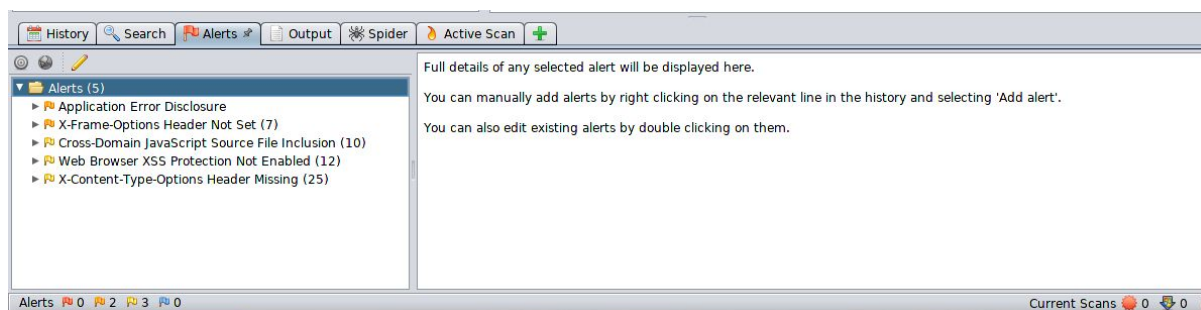 History Search Alerts Output Spider Active Scan
Alerts (5)
Application Error Disclosure
X-Frame-Options Header Not Set (7)
Cross-Domain JavaScript Source File Inclusion (10)
Web Browser XSS Protection Not Enabled (12)
X-Content-Type-Options Header Missing (25)
Full details of any selected alert will be displayed here.
You can manually add alerts by right clicking on the relevant line in the history and selecting 'Add alert'.
You can also edit existing alerts by double clicking on them.
Alerts 0 2 3 0 Current Scans 0 0